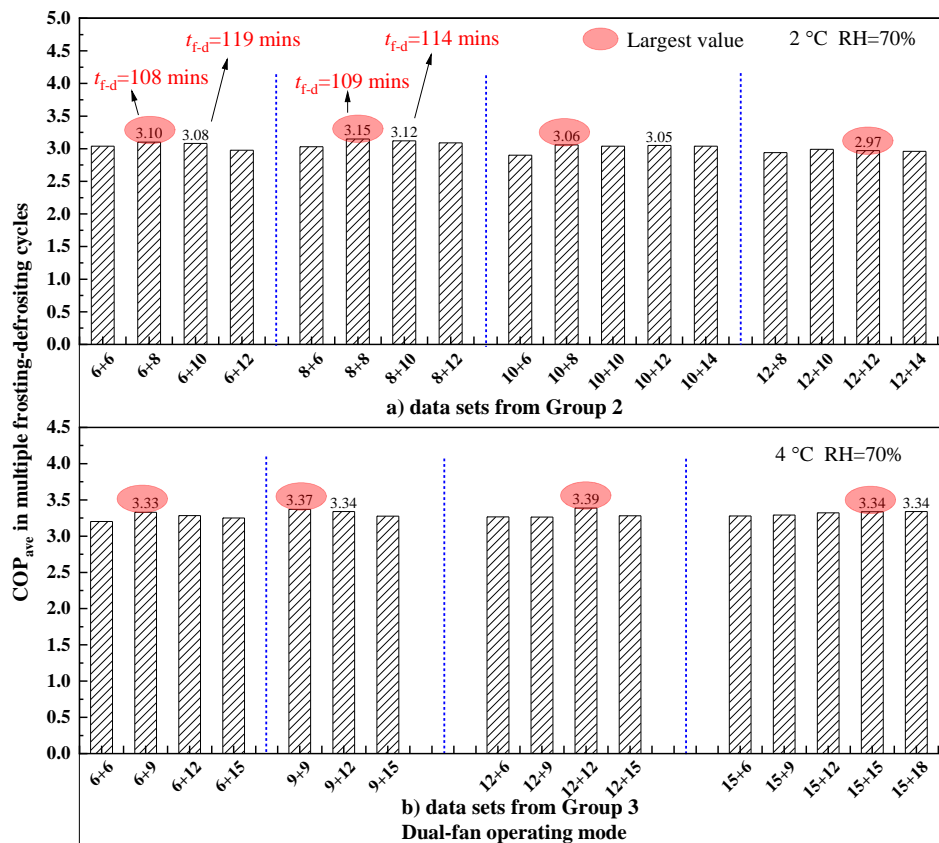 COP_ave in multiple frosting-defrositng cycles
5.0
4.5
4.0
3.5
3.0
2.5
2.0
1.5
1.0
0.5
0.0
t_f-d=119 mins
t_f-d=114 mins
t_f-d=108 mins
t_f-d=109 mins
Largest value
2 °C RH=70%
3.10
3.08
3.15
3.12
3.06
3.05
2.97
6+6 6+8 6+10 6+12 8+6 8+8 8+10 8+12 10+6 10+8 10+10 10+12 10+14 12+8 12+10 12+12 12+14
a) data sets from Group 2
4.5
4.0
3.5
3.0
2.5
2.0
1.5
1.0
0.5
0.0
4 °C RH=70%
3.33
3.37
3.34
3.39
3.34
3.34
6+6 6+9 6+12 6+15 9+9 9+12 9+15 12+6 12+9 12+12 12+15 15+6 15+9 15+12 15+15 15+18
b) data sets from Group 3
Dual-fan operating mode